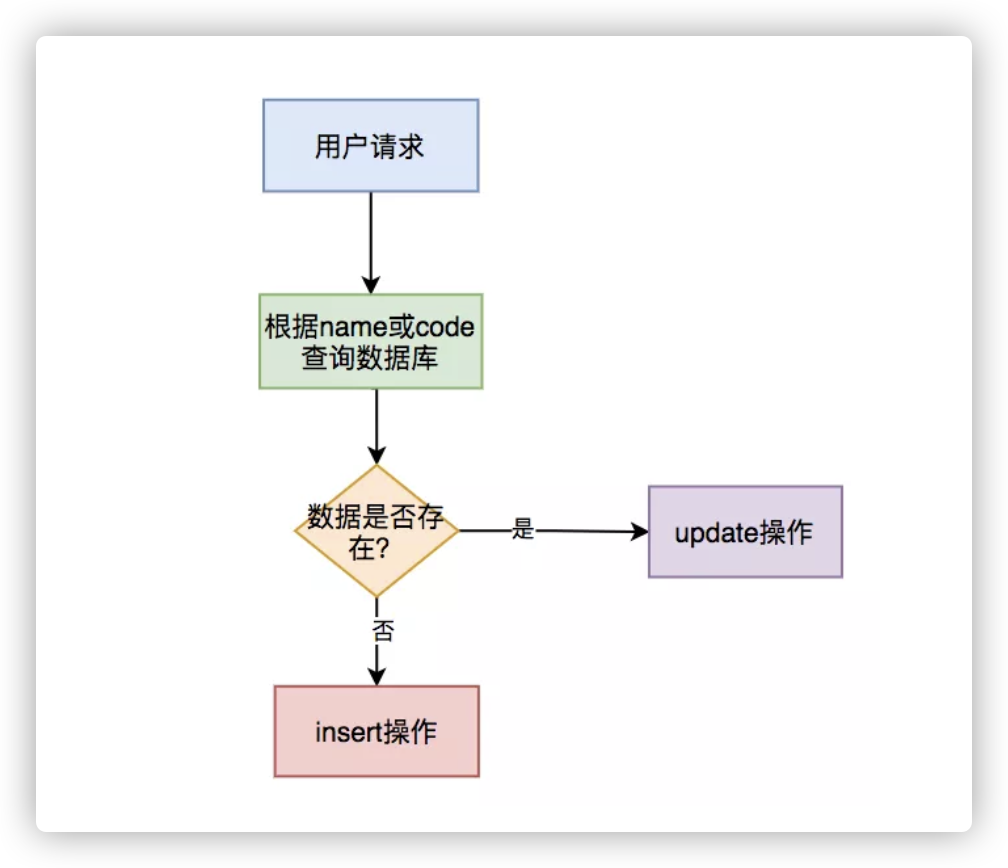 用户请求
根据name或code
查询数据库
数据是否存
在?
是
update操作
否
insert操作